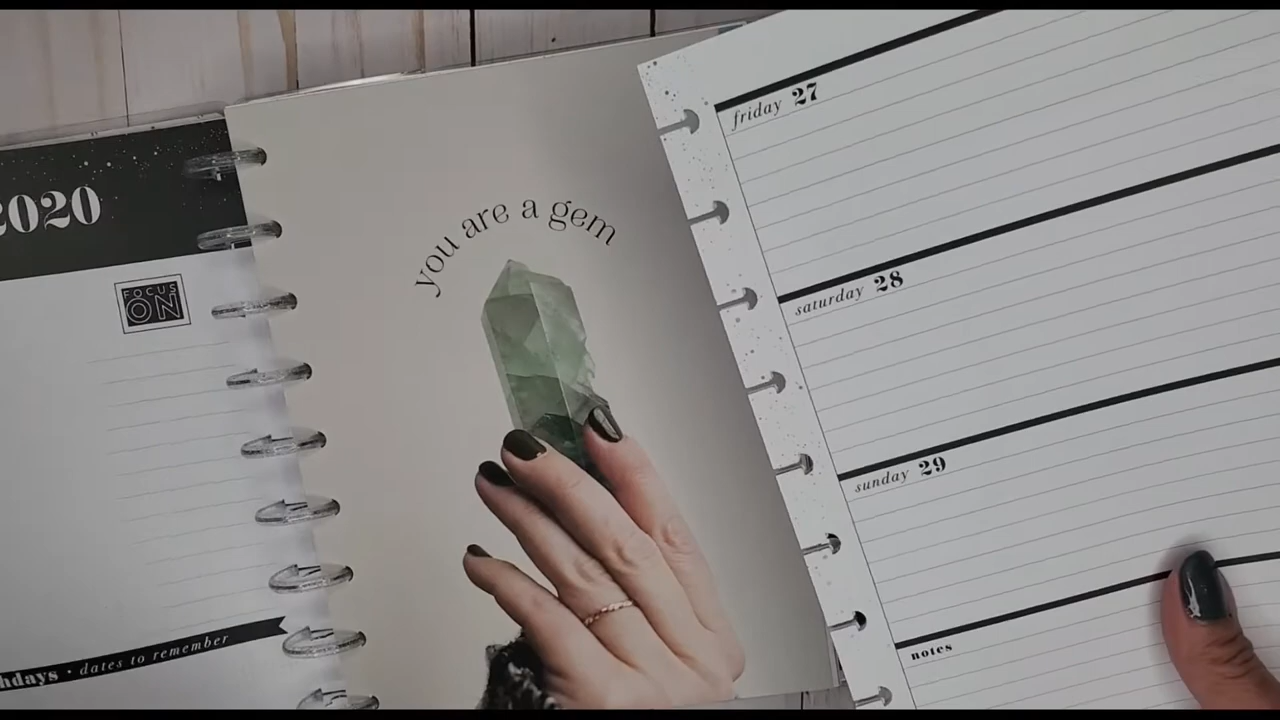 2020
FOCUS
ON
hdays • dates to remember
you are a gem
friday 27
saturday 28
sunday 29
notes